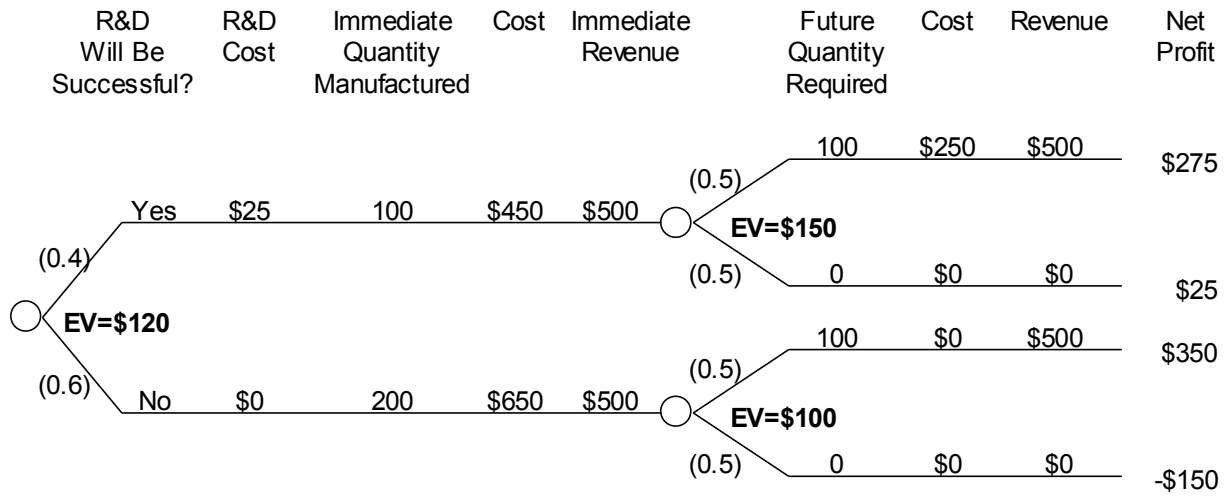 R&D R&D Immediate Cost Immediate Future Cost Revenue Net
Will Be Cost Quantity Revenue Quantity Profit
Successful? Manufactured Required
100 $250 $500 $275
(0.5)
Yes $25 100 $450 $500
EV=$150
(0.4)
(0.5) 0 $0 $0 $25
EV=$120
100 $0 $500 $350
(0.5)
(0.6)
No $0 200 $650 $500
EV=$100
(0.5) 0 $0 $0 -$150